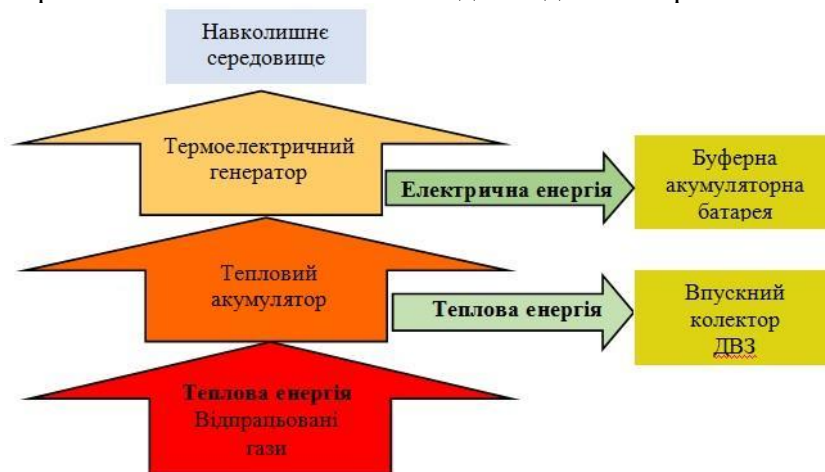 Навколишнє
середовище
Термоелектричний
генератор
Електрична енергія
Буферна
акумуляторна
батарея
Тепловий
акумулятор
Теплова енергія
Впускний
колектор
ДВЗ
Теплова енергія
Відпрацьовані
гази